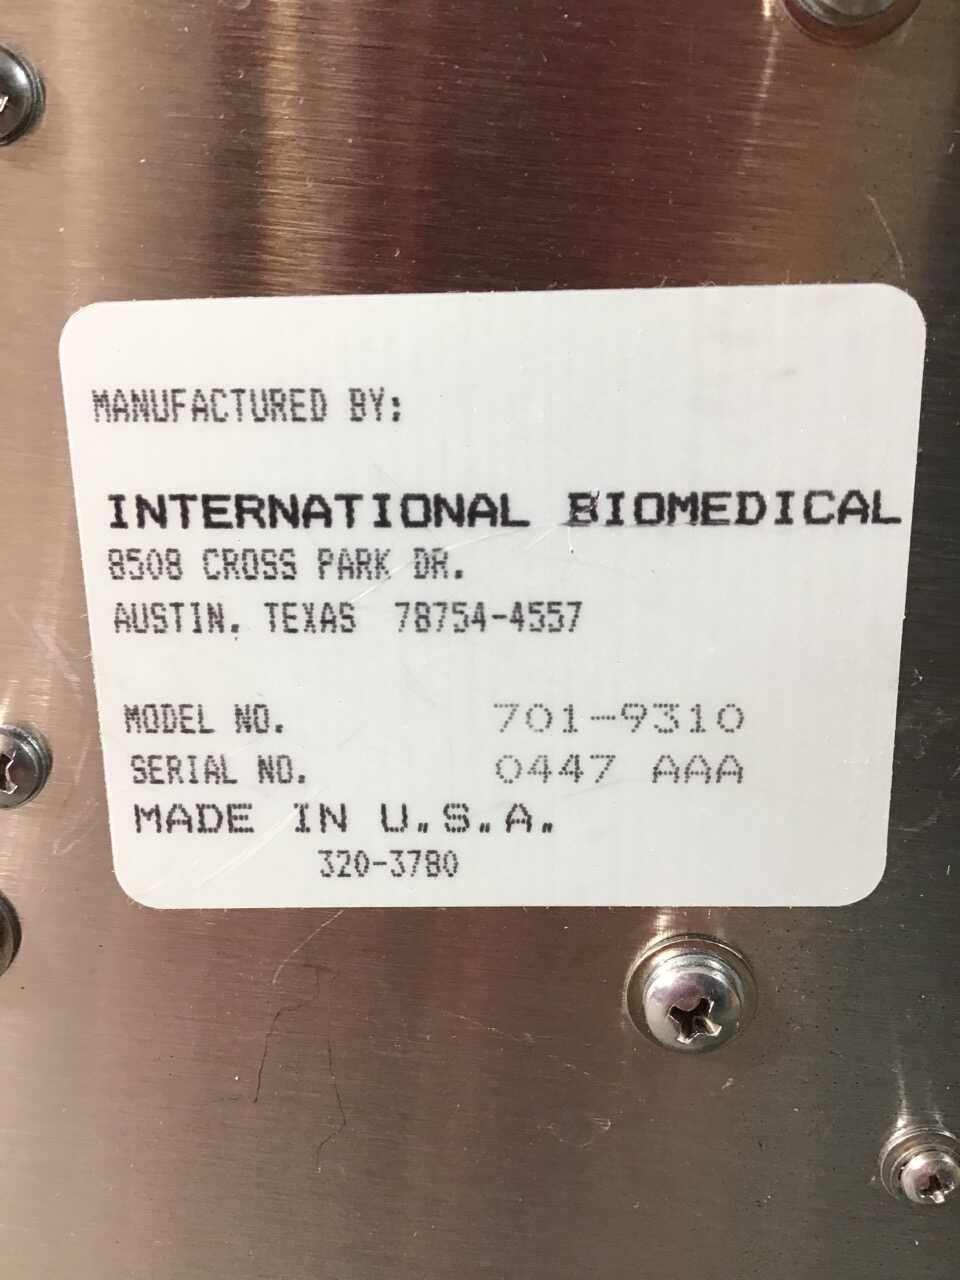 MANUFACTURED BY:
INTERNATIONAL BIOMEDICAL
8508 CROSS PARK DR.
AUSTIN, TEXAS 78754-4557
MODEL NO. 701-9310
SERIAL NO. 0447 AAA
MADE IN U.S.A.
320-3780